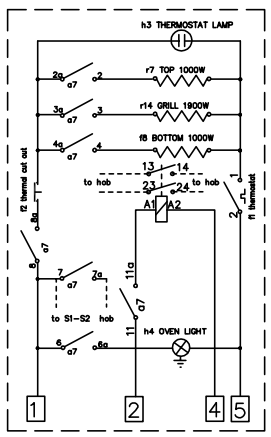 h3 THERMOSTAT LAMP
r7 TOP 1000W
2a 2
a7
r14 GRILL 1900W
3a 3
a7
f8 BOTTOM 1000W
4a 4
a7
f2 thermal cut out
13 14
to hob to hob
23 24
1
2
f1 thermostat
A1 A2
8a
a7
8
7 7a
a7
11a
a7
11
to S1-S2 hob
h4 OVEN LIGHT
6 6a
a7
1 2 4 5